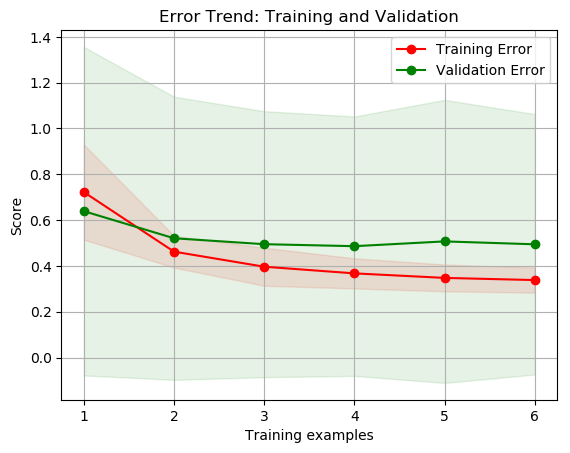 Error Trend: Training and Validation
Training Error
Validation Error
1.4
1.2
1.0
0.8
0.6
0.4
0.2
0.0
Score
1 2 3 4 5 6
Training examples